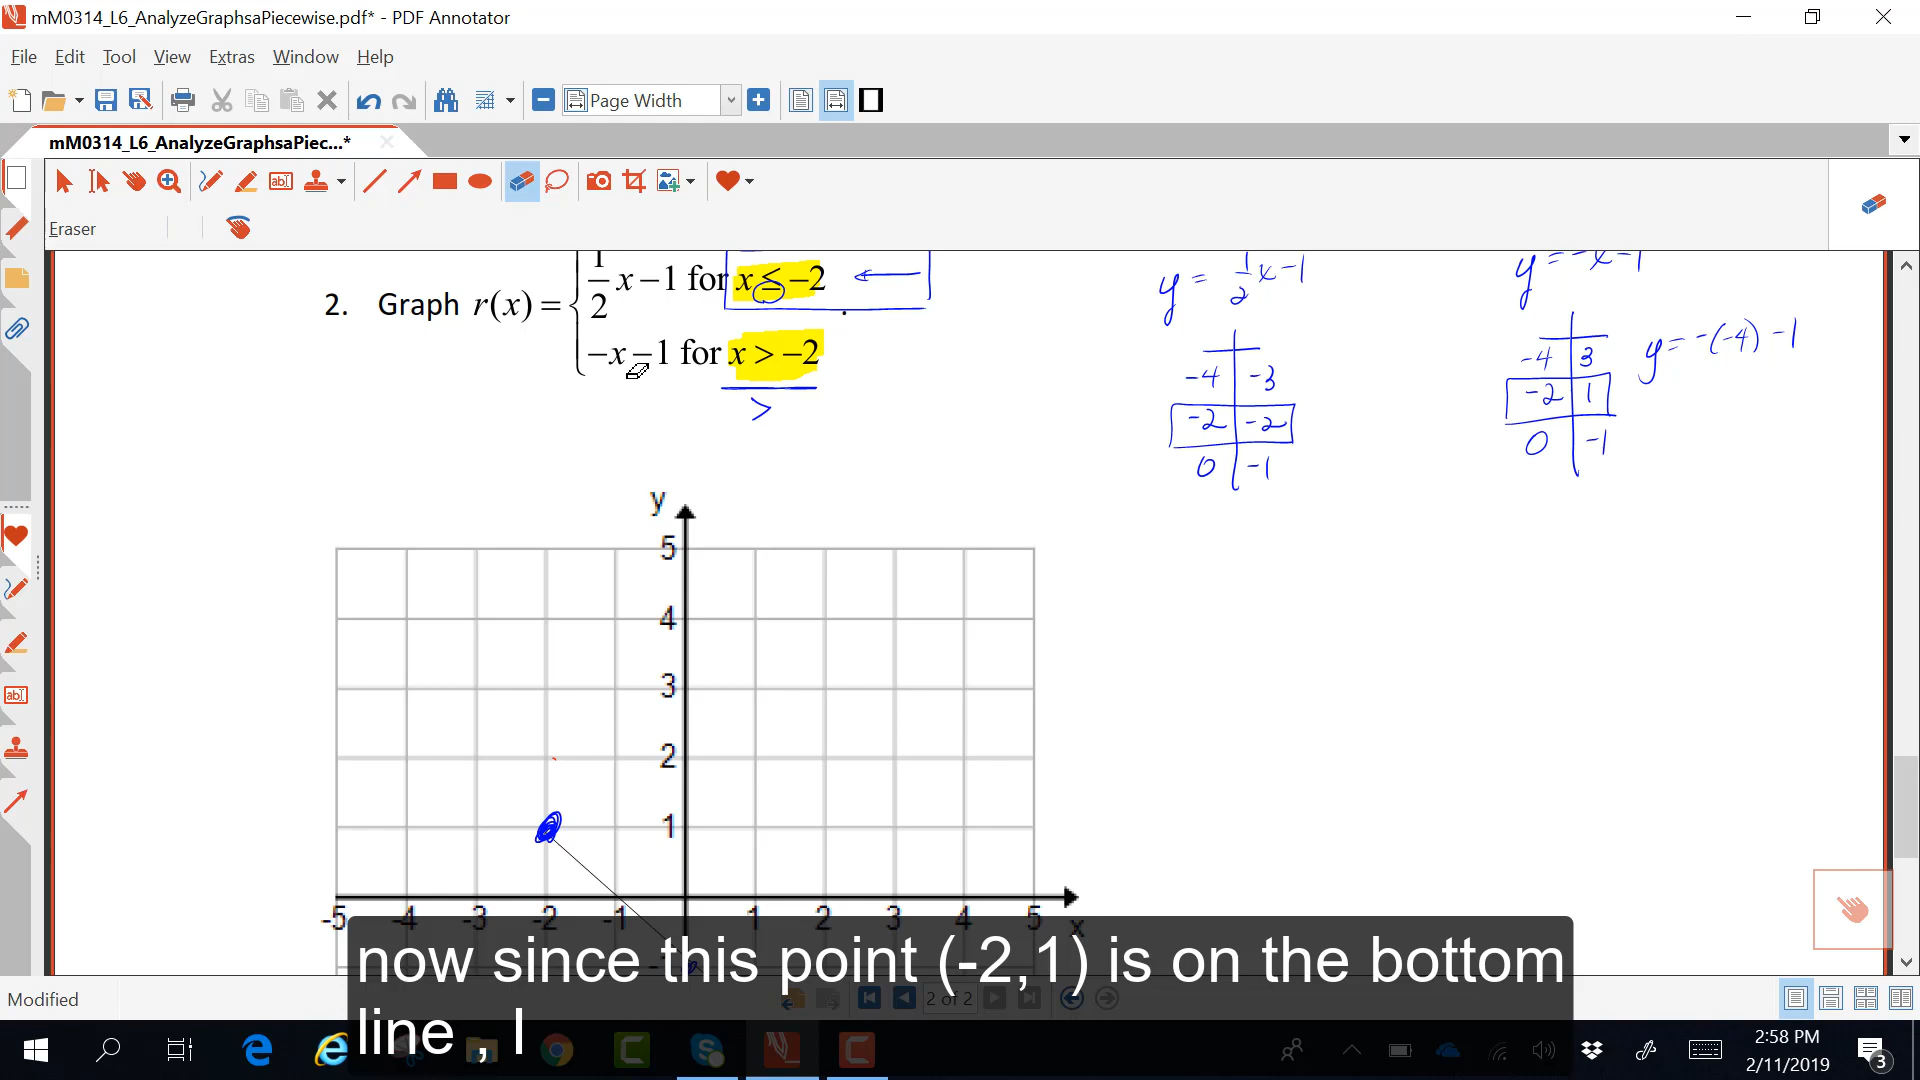 mM0314_L6_AnalyzeGraphsaPiecewise.pdf* - PDF Annotator
File Edit Tool View Extras Window Help
Page Width
mM0314_L6_AnalyzeGraphsaPiec...*
Eraser
2. Graph r(x) =
1/2 x − 1 for x ≤ −2
−x − 1 for x > −2
>
y = 1/2 x − 1
-4 -3
-2 -2
0 -1
y = -x - 1
-4 3
-2 1
0 -1
y = -(-4) - 1
y
5
4
3
2
1
-5 -4 -3 -2 -1 1 2 3 4 5
x
now since this point (-2,1) is on the bottom
line , I
Modified
2 of 2
2:58 PM
2/11/2019
3